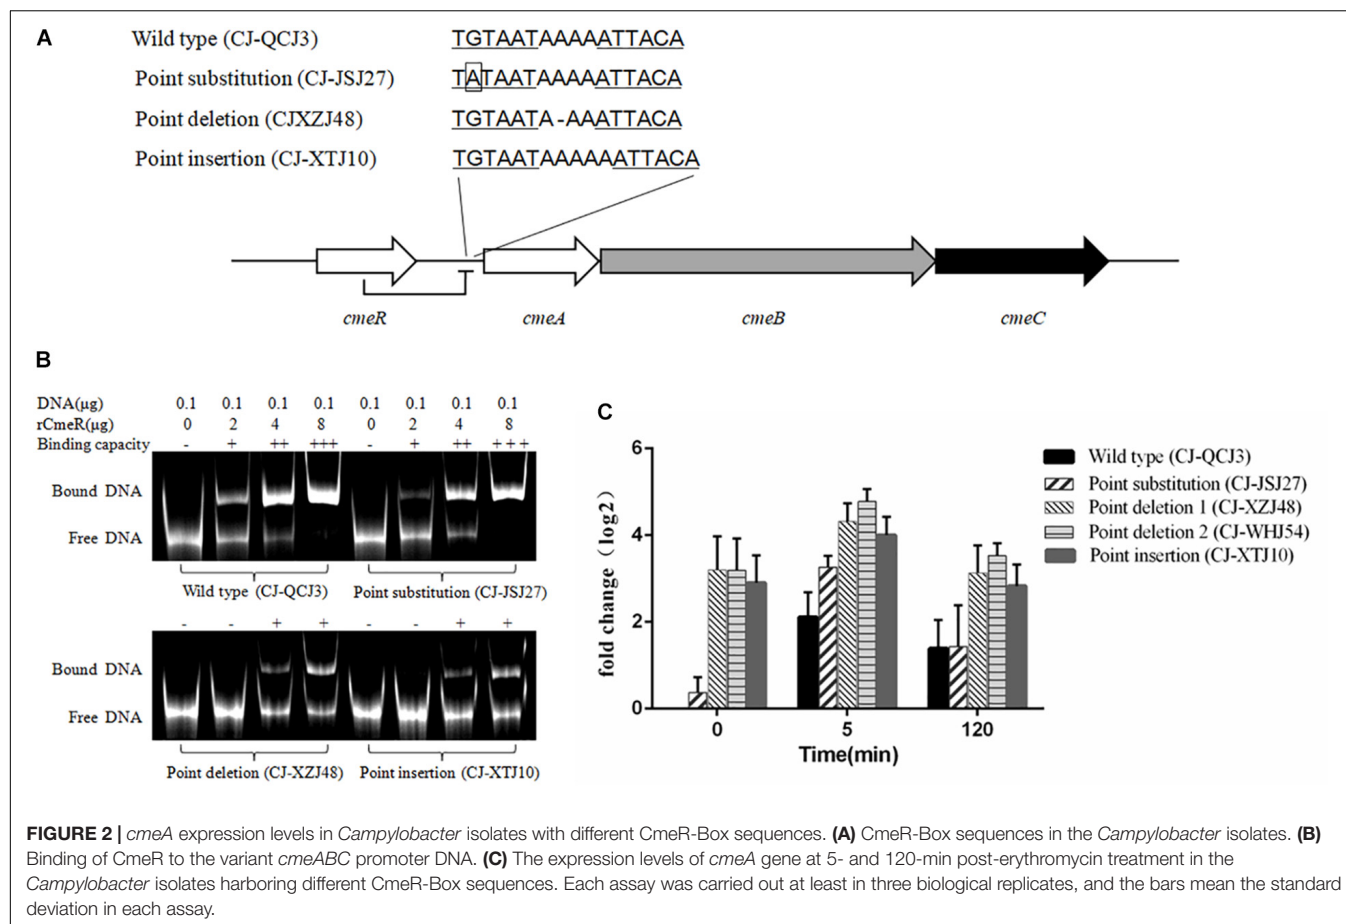 A
Wild type (CJ-QCJ3) TGTAATAAAAATTACA
Point substitution (CJ-JSJ27) TATAATAAAAATTACA
Point deletion (CJXZJ48) TGTAATA-AAATTACA
Point insertion (CJ-XTJ10) TGTAATAAAAAATTACA
cmeR cmeA cmeB cmeC
B
DNA(μg) 0.1 0.1 0.1 0.1 0.1 0.1 0.1 0.1
rCmeR(μg) 0 2 4 8 0 2 4 8
Binding capacity - + ++ +++ - + ++ +++
Bound DNA
Free DNA
Wild type (CJ-QCJ3) Point substitution (CJ-JSJ27)
- - + + - - + +
Bound DNA
Free DNA
Point deletion (CJ-XZJ48) Point insertion (CJ-XTJ10)
C
fold change (log2)
6
4
2
0
0 5 120
Time(min)
Wild type (CJ-QCJ3)
Point substitution (CJ-JSJ27)
Point deletion 1 (CJ-XZJ48)
Point deletion 2 (CJ-WHJ54)
Point insertion (CJ-XTJ10)
FIGURE 2 | cmeA expression levels in Campylobacter isolates with different CmeR-Box sequences. (A) CmeR-Box sequences in the Campylobacter isolates. (B)
Binding of CmeR to the variant cmeABC promoter DNA. (C) The expression levels of cmeA gene at 5- and 120-min post-erythromycin treatment in the
Campylobacter isolates harboring different CmeR-Box sequences. Each assay was carried out at least in three biological replicates, and the bars mean the standard
deviation in each assay.